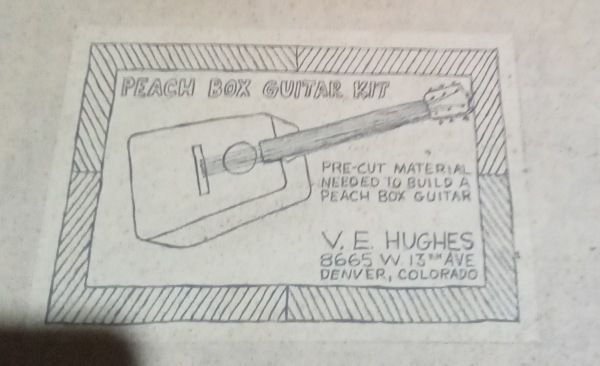 PEACH BOX GUITAR KIT
PRE-CUT MATERIAL
NEEDED TO BUILD A
PEACH BOX GUITAR
V. E. HUGHES
8665 W 13TH AVE
DENVER, COLORADO